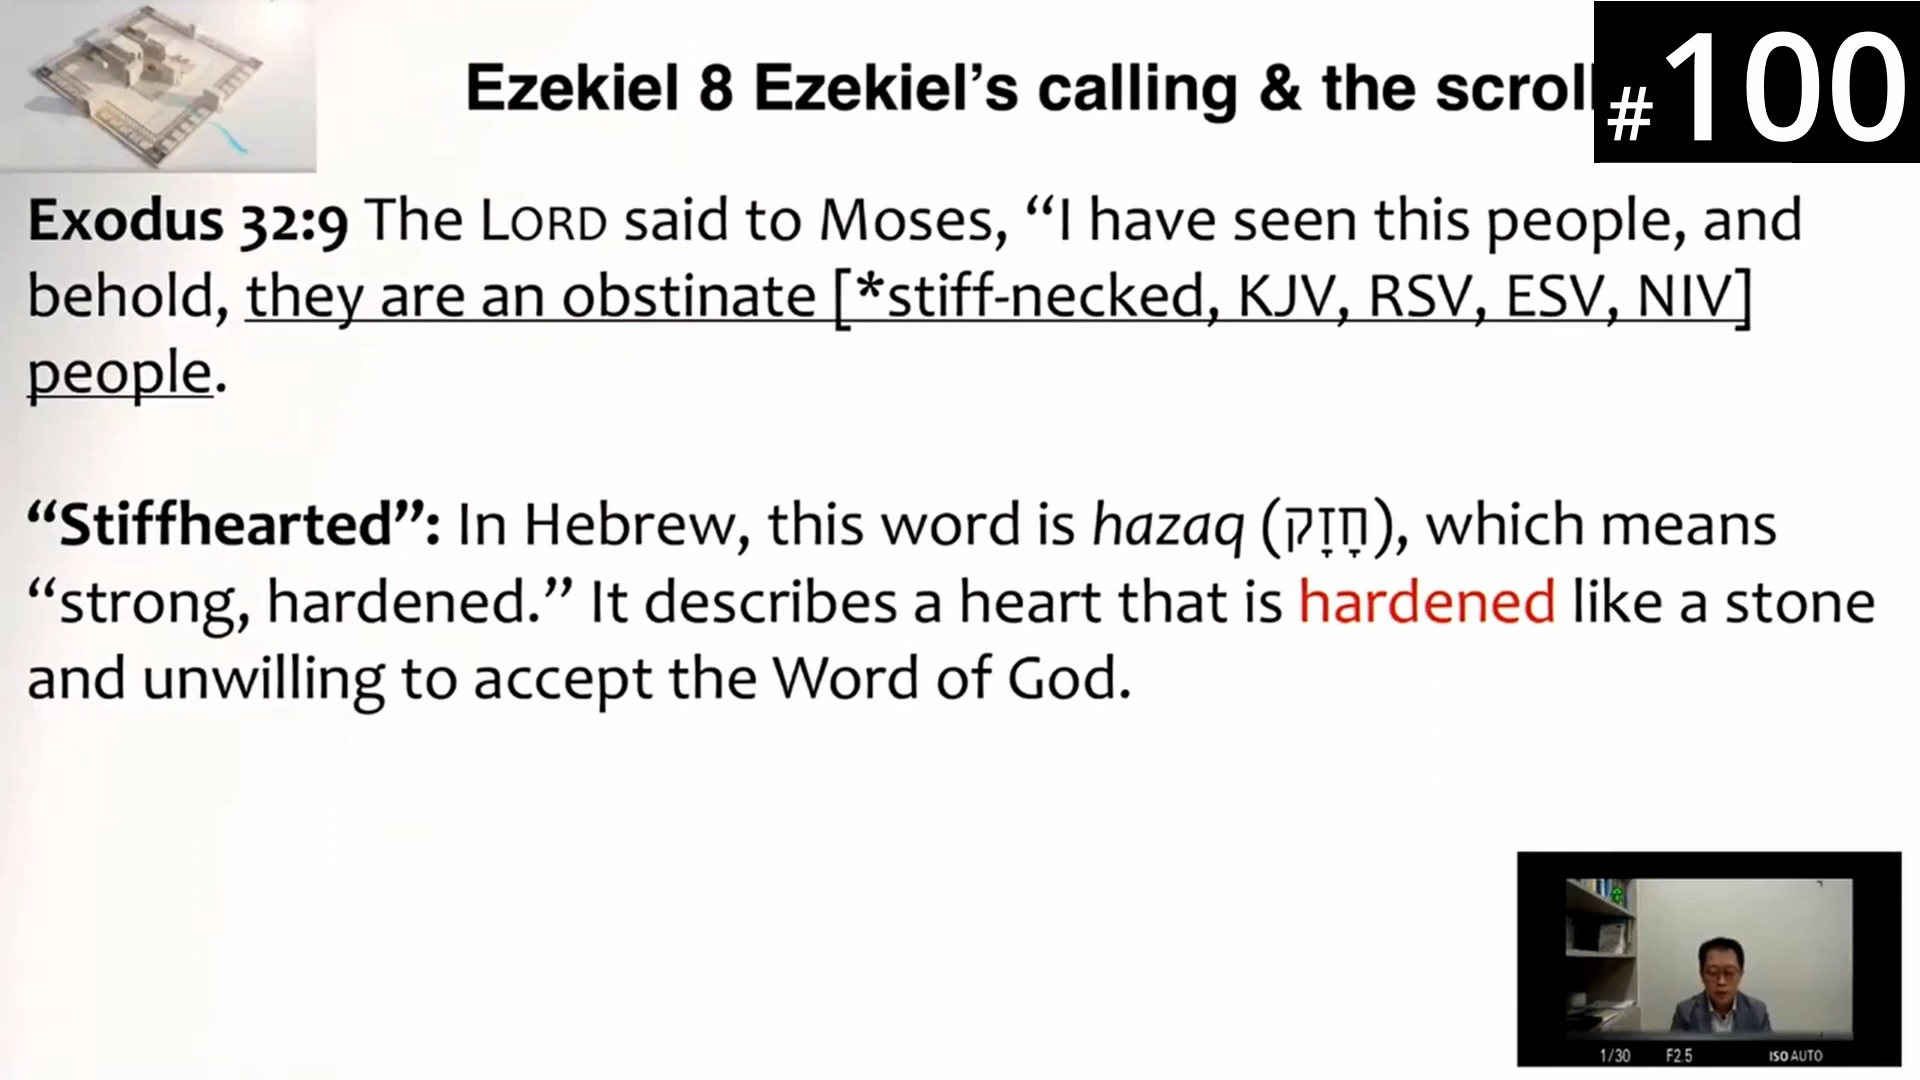 Ezekiel 8 Ezekiel’s calling & the scroll
#100
Exodus 32:9 The LORD said to Moses, “I have seen this people, and
behold, they are an obstinate [*stiff-necked, KJV, RSV, ESV, NIV]
people.
“Stiffhearted”: In Hebrew, this word is hazaq (חָזָק), which means
“strong, hardened.” It describes a heart that is hardened like a stone
and unwilling to accept the Word of God.
1/30 F2.5 ISO AUTO